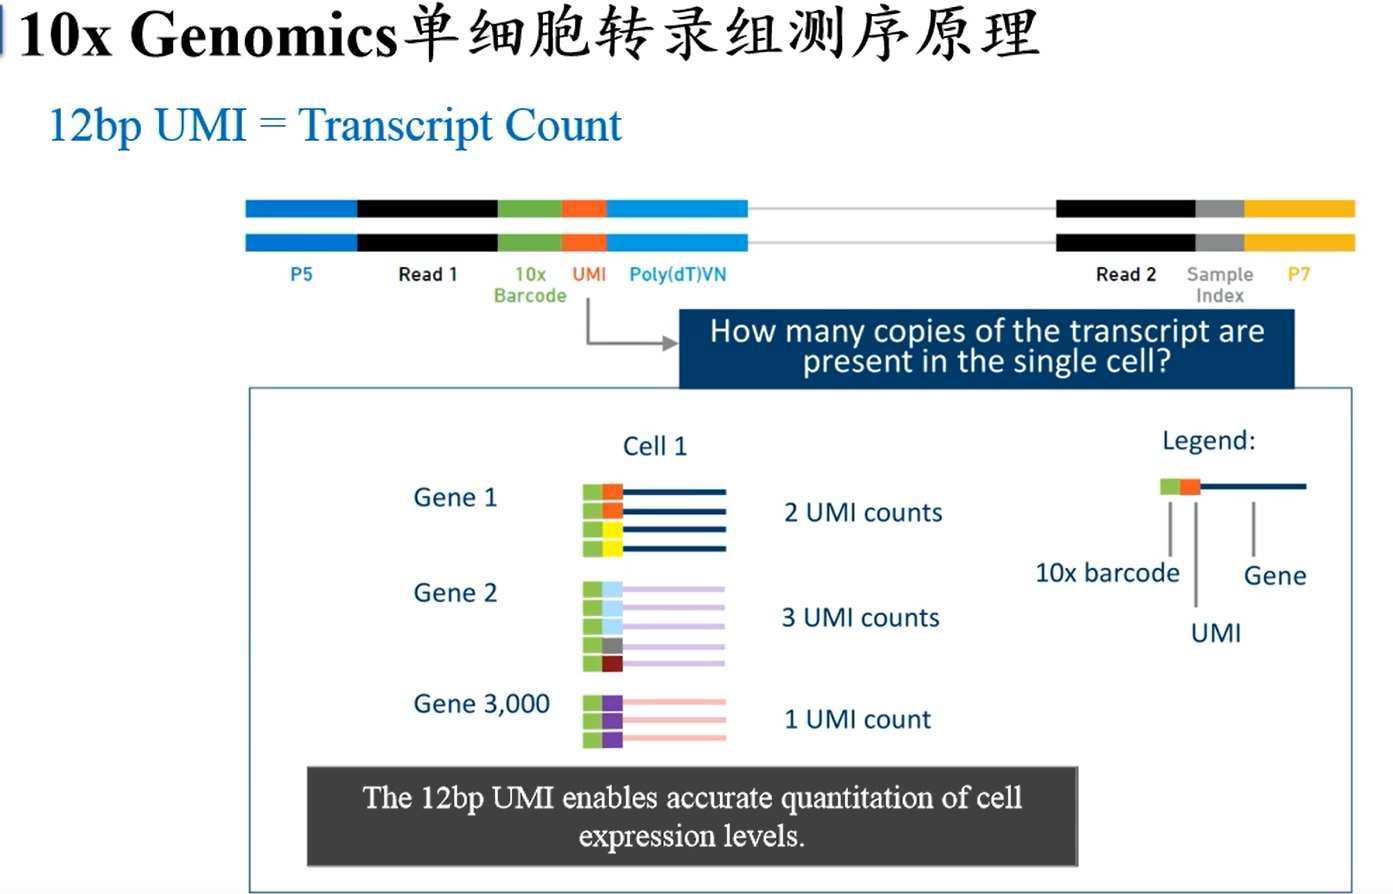 10x Genomics单细胞转录组测序原理
12bp UMI = Transcript Count
P5
Read 1
10x
Barcode
UMI
Poly(dT)VN
Read 2
Sample
Index
P7
How many copies of the transcript are
present in the single cell?
Cell 1
Legend:
Gene 1
2 UMI counts
10x barcode
Gene
UMI
Gene 2
3 UMI counts
Gene 3,000
1 UMI count
The 12bp UMI enables accurate quantitation of cell
expression levels.